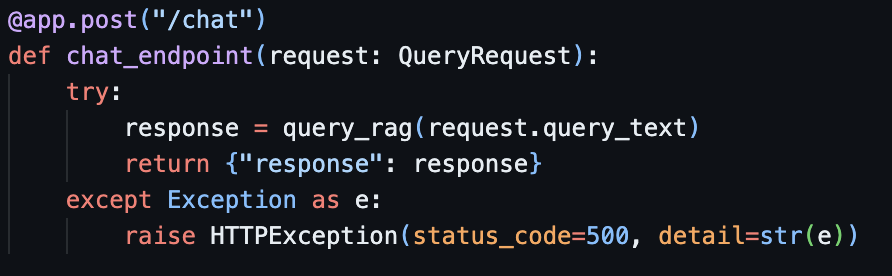 @app.post("/chat")
def chat_endpoint(request: QueryRequest):
    try:
        response = query_rag(request.query_text)
        return {"response": response}
    except Exception as e:
        raise HTTPException(status_code=500, detail=str(e))